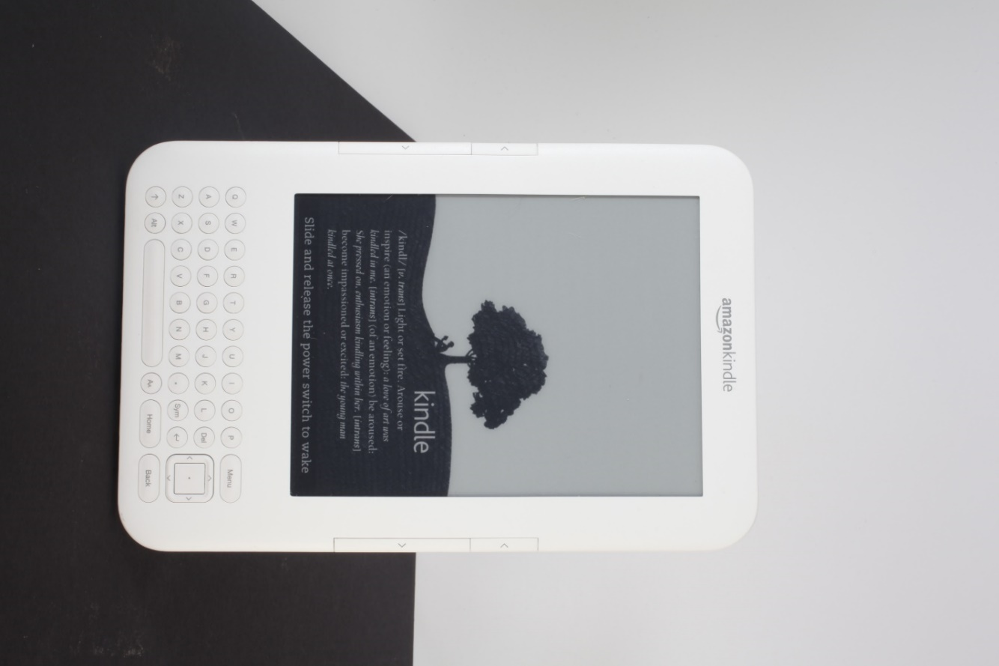 amazonkindle
kindle
/kindl/ [v. trans] Light or set fire. Arouse or
inspire (an emotion or feeling): a love of art was
kindled in me. [intrans] (of an emotion) be aroused:
She pressed on, enthusiasm kindling within her. [intrans]
become impassioned or excited: the young man
kindled at once.
Slide and release the power switch to wake
Q W E R T Y U I O P Menu
A S D F G H J K L Del
Z X C V B N M . Sym
Alt Aa Home Back